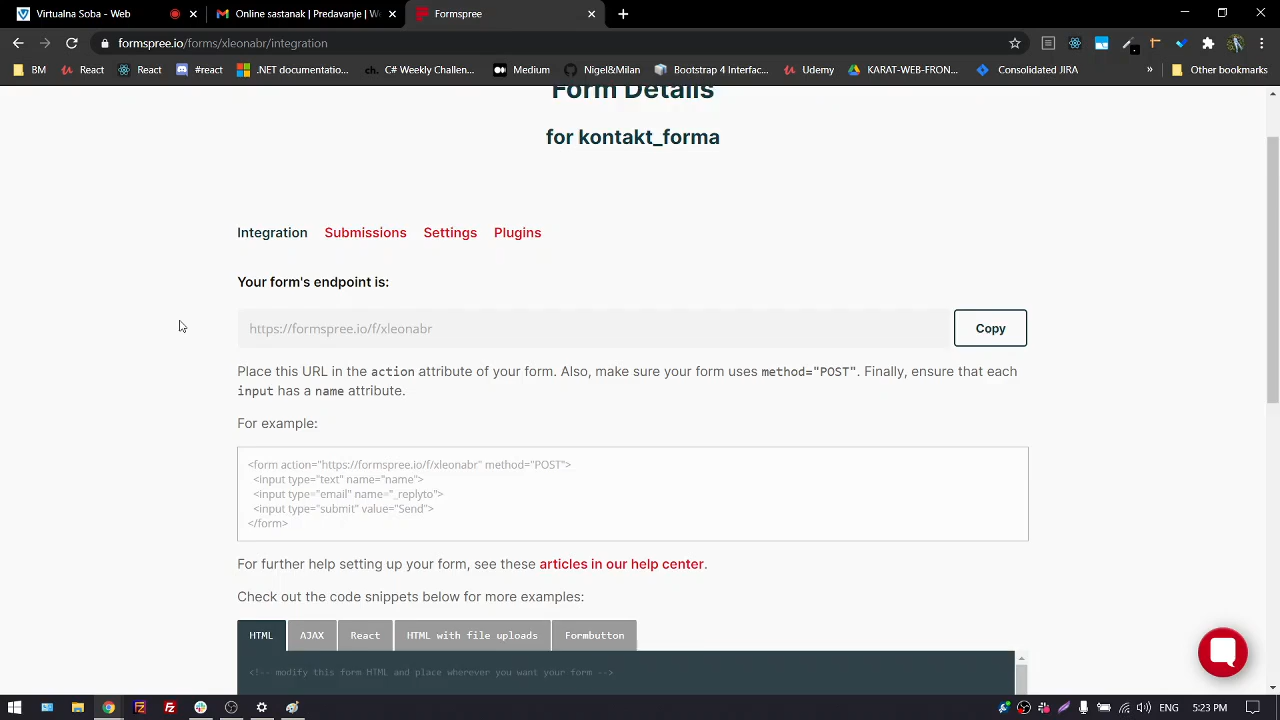 Virtualna Soba - Web
Online sastanak | Predavanje | W
Formspree
formspree.io/forms/xleonabr/integration
BM
React
React
#react
.NET documentatio...
ch. C# Weekly Challen...
Medium
Nigel&Milan
Bootstrap 4 Interfac...
Udemy
KARAT-WEB-FRON...
Consolidated JIRA
»
Other bookmarks
Form Details
for kontakt_forma
Integration
Submissions
Settings
Plugins
Your form's endpoint is:
https://formspree.io/f/xleonabr
Copy
Place this URL in the action attribute of your form. Also, make sure your form uses method="POST". Finally, ensure that each
input has a name attribute.
For example:
<form action="https://formspree.io/f/xleonabr" method="POST">
<input type="text" name="name">
<input type="email" name="_replyto">
<input type="submit" value="Send">
</form>
For further help setting up your form, see these articles in our help center.
Check out the code snippets below for more examples:
HTML
AJAX
React
HTML with file uploads
Formbutton
<!-- modify this form HTML and place wherever you want your form -->
ENG
5:23 PM